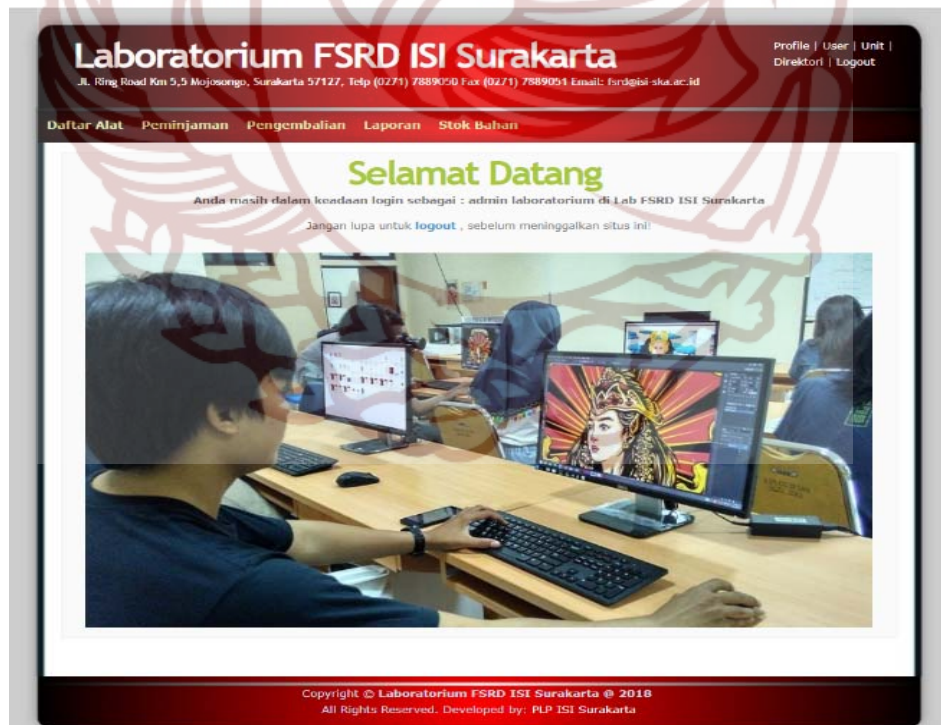 Laboratorium FSRD ISI Surakarta
Jl. Ring Road Km 5,5 Mojosongo, Surakarta 57127, Telp (0271) 7889050 Fax (0271) 7889051 Email: fsrd@isi-ska.ac.id
Profile | User | Unit |
Direktori | Logout
Daftar Alat Peminjaman Pengembalian Laporan Stok Bahan
Selamat Datang
Anda masih dalam keadaan login sebagai : admin laboratorium di Lab FSRD ISI Surakarta
Jangan lupa untuk logout , sebelum meninggalkan situs ini!
Copyright © Laboratorium FSRD ISI Surakarta @ 2018
All Rights Reserved. Developed by: PLP ISI Surakarta